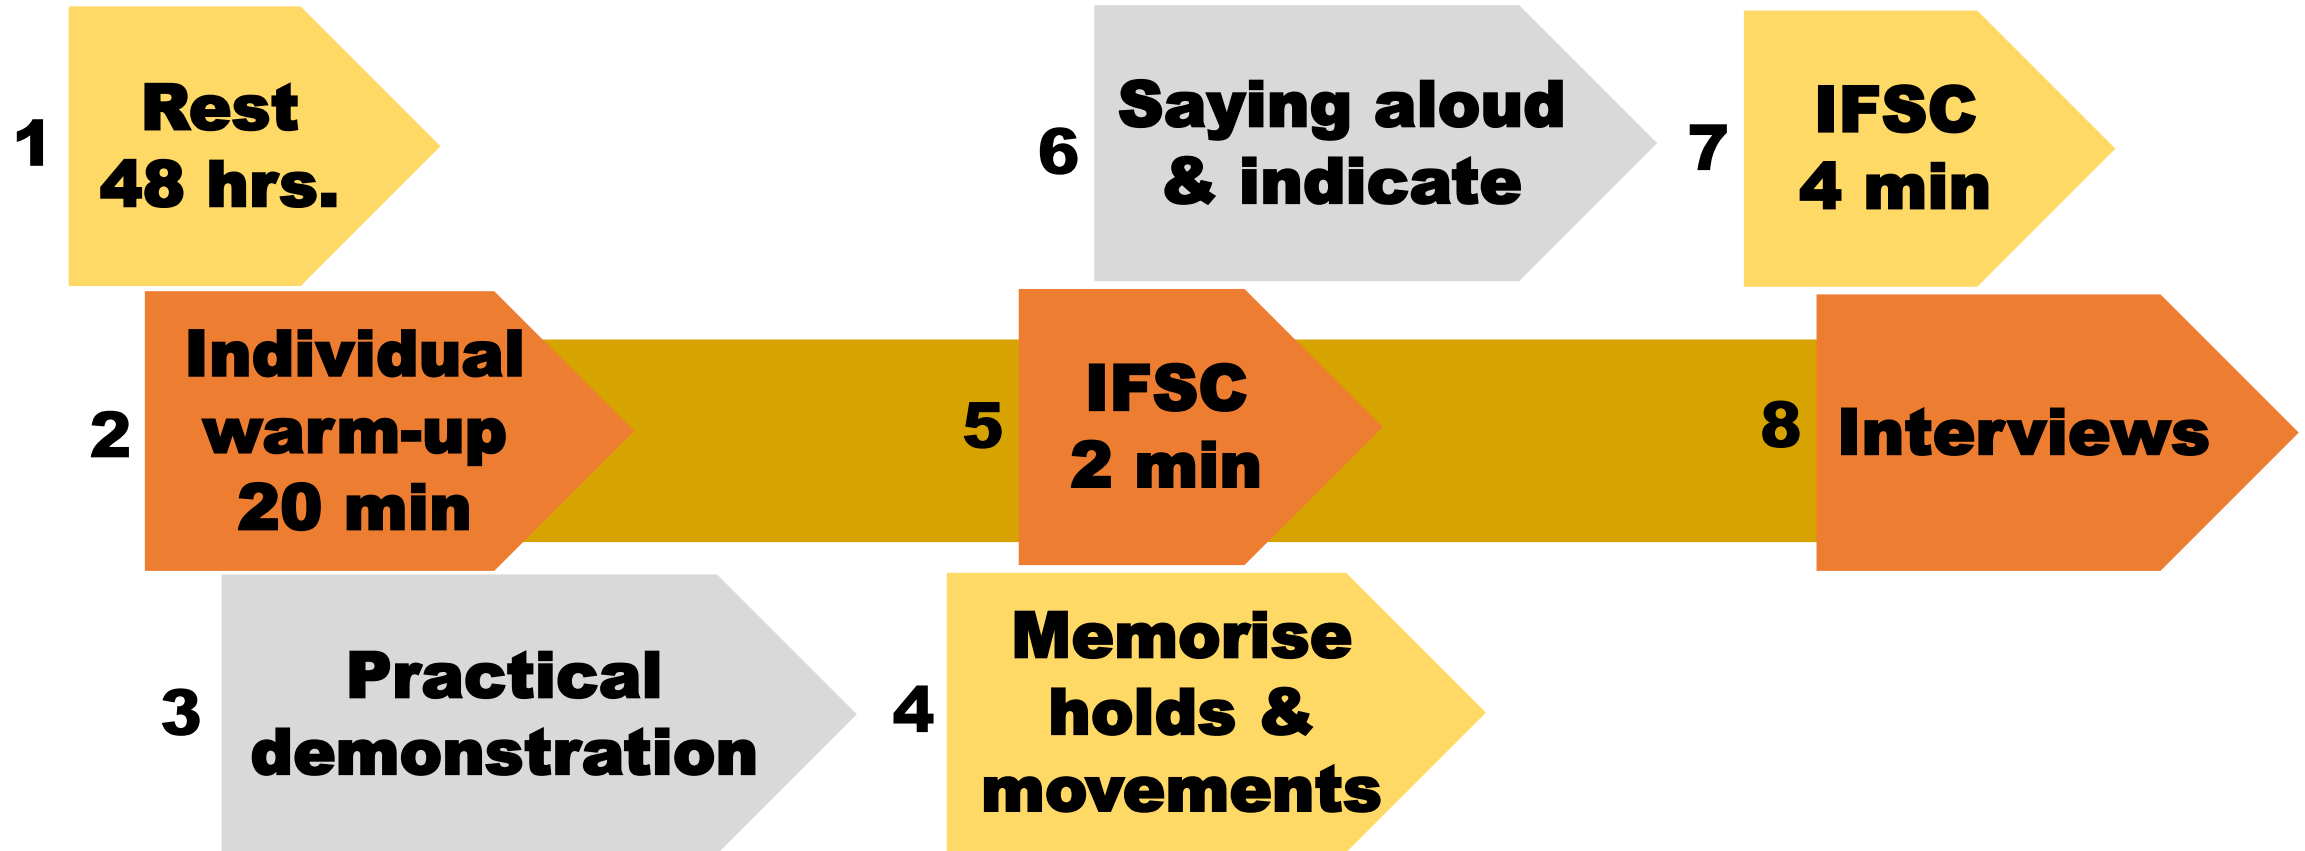 1
Rest
48 hrs.
2
Individual
warm-up
20 min
3
Practical
demonstration
4
Memorise
holds &
movements
5
IFSC
2 min
6
Saying aloud
& indicate
7
IFSC
4 min
8
Interviews